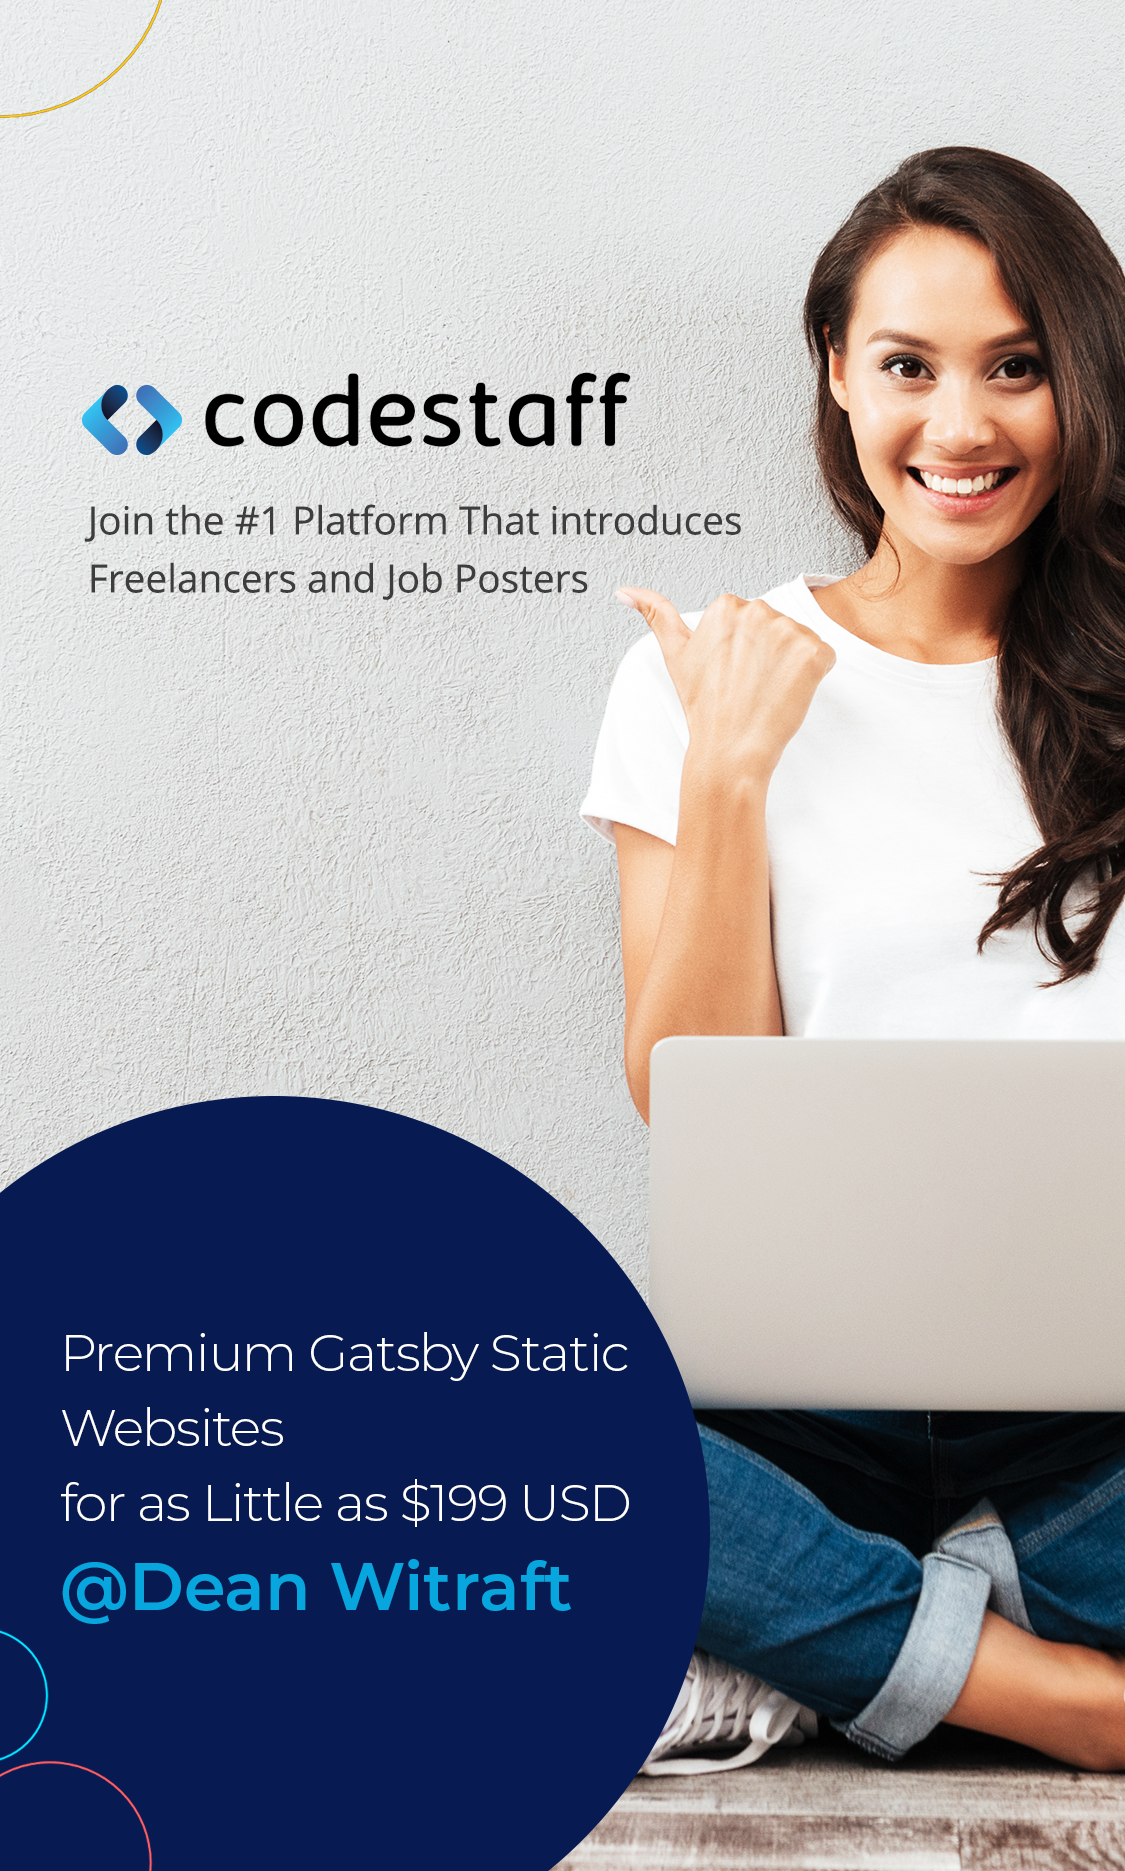 codestaff
Join the #1 Platform That introduces
Freelancers and Job Posters
Premium Gatsby Static
Websites
for as Little as $199 USD
@Dean Witraft